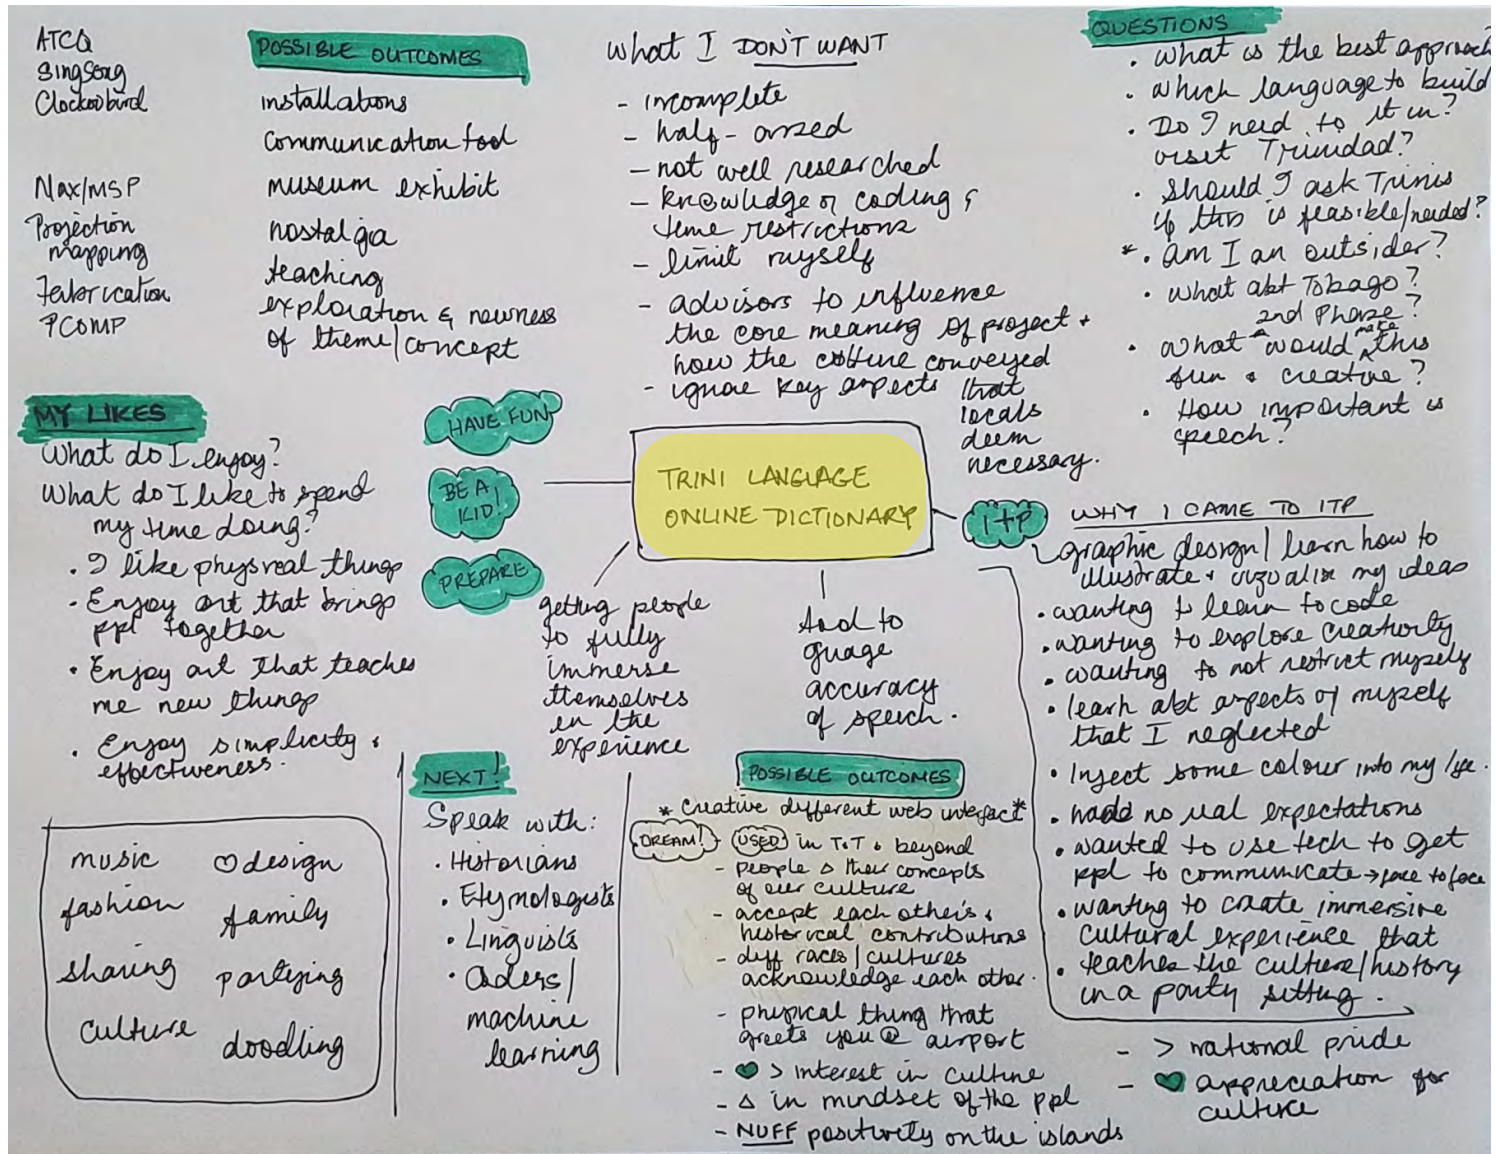 ATCQ
SingSong
Clockedbird
Max/MSP
Projection
mapping
Fabrication
PCOMP
POSSIBLE OUTCOMES
installations
communication tool
museum exhibit
nostalgia
teaching
exploration & newness
of theme/concept
What I DON'T WANT
- incomplete
- half-arsed
- not well researched
- knowledge of coding &
time restrictions
- limit myself
- advisors to influence
the core meaning of project +
how the culture conveyed
- ignore key aspects that
locals
deem
necessary.
QUESTIONS
. What is the best approach?
. Which language to build
it in?
. Do I need to
visit Trinidad?
. Should I ask Trinis
if this is feasible/needed?
* . am I an outsider?
. What abt Tobago?
2nd Phase?
. What would make this
fun & creative?
. How important is
speech?
MY LIKES
What do I enjoy?
What do I like to spend
my time doing?
. I like physical things
. Enjoy art that brings
ppl together
. Enjoy art that teaches
me new things
. Enjoy simplicity &
effectiveness.
HAVE FUN
BE A
KID!
PREPARE
TRINI LANGUAGE
ONLINE DICTIONARY
getting people
to fully
immerse
themselves
in the
experience
And to
guage
accuracy
of speech.
ITP
WHY I CAME TO ITP
graphic design/learn how to
illustrate + vizualize my ideas
. wanting to learn to code
. wanting to explore creativity
. wanting to not restrict myself
. learn abt aspects of myself
that I neglected
. Inject some colour into my life.
. had no real expectations
. wanted to use tech to get
ppl to communicate → face to face
. wanting to create immersive
cultural experience that
. teaches the culture/history
in a party setting.
music
♡design
fashion
family
sharing
partying
culture
doodling
NEXT!
Speak with:
. Historians
. Etymologists
. Linguists
. Coders/
machine
learning
POSSIBLE OUTCOMES
* Creative different web interface *
DREAM! - USED in T&T & beyond
- people Δ their concepts
of our culture
- accept each other's &
historical contributions
- diff races/cultures
acknowledge each other.
- physical thing that
greets you @ airport
- ♥ > interest in culture
- Δ in mindset of the ppl
- NUFF positivity on the islands
- > national pride
- ♥ appreciation for
culture